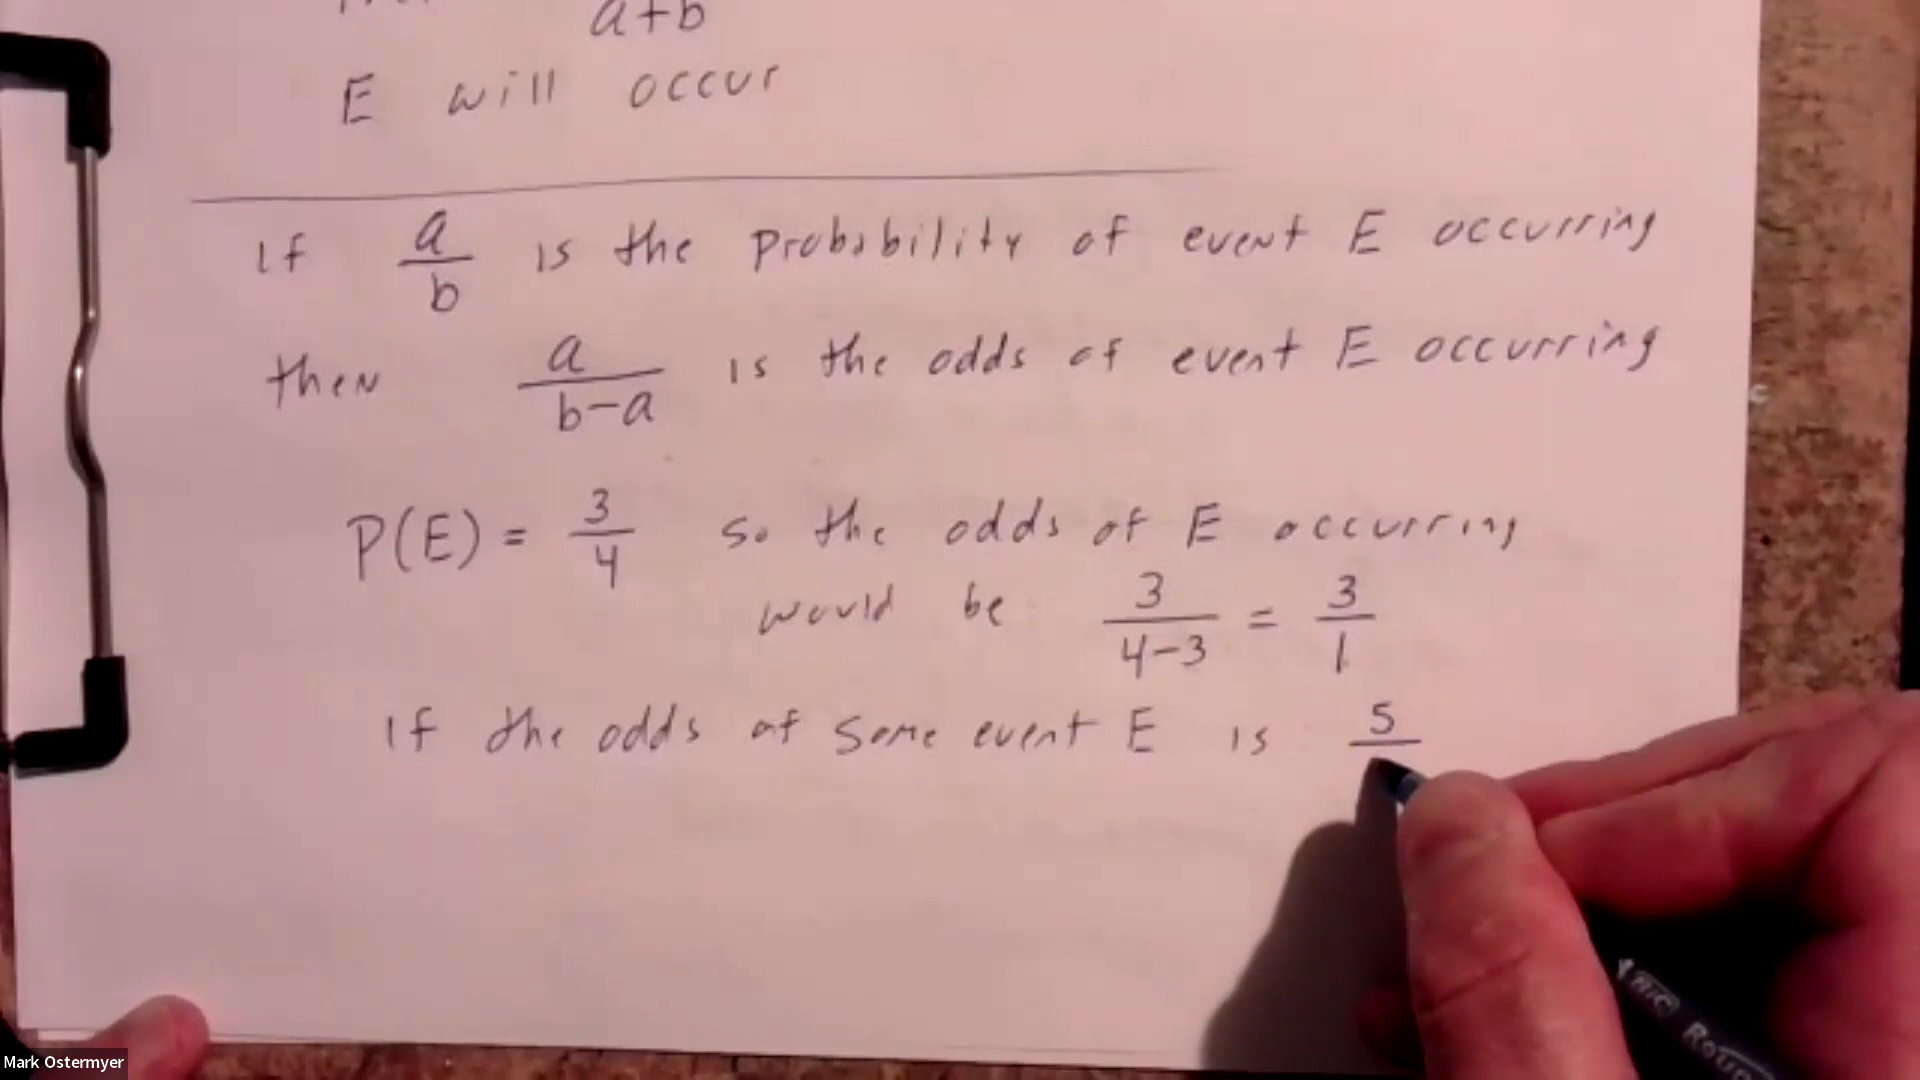 a+b
E will occur
If a/b is the probability of event E occurring
then a/b-a is the odds of event E occurring
P(E) = 3/4 so the odds of E occurring
would be 3/4-3 = 3/1
If the odds of some event E is 5
BIC
Mark Ostermyer